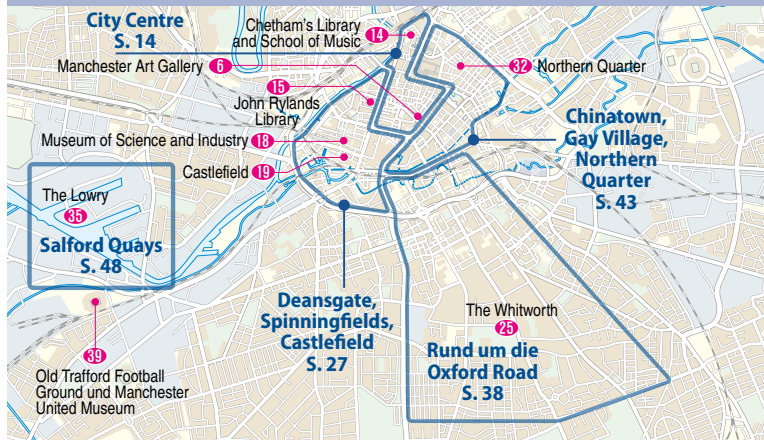 City Centre
S. 14
Chetham's Library
and School of Music
14
Manchester Art Gallery 6
32 Northern Quarter
15
John Rylands
Library
Museum of Science and Industry 18
Castlefield 19
Chinatown,
Gay Village,
Northern
Quarter
S. 43
The Lowry
35
Salford Quays
S. 48
Deansgate,
Spinningfields,
Castlefield
S. 27
The Whitworth
25
Rund um die
Oxford Road
S. 38
39
Old Trafford Football
Ground und Manchester
United Museum